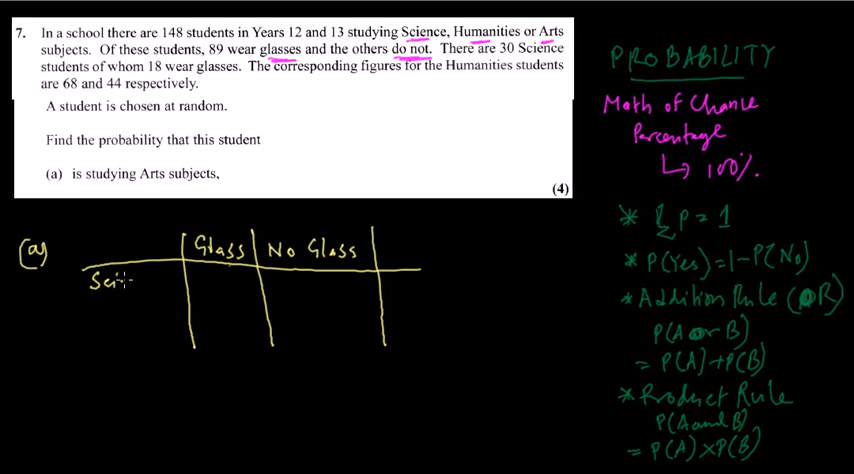 7. In a school there are 148 students in Years 12 and 13 studying Science, Humanities or Arts
subjects. Of these students, 89 wear glasses and the others do not. There are 30 Science
students of whom 18 wear glasses. The corresponding figures for the Humanities students
are 68 and 44 respectively.
A student is chosen at random.
Find the probability that this student
(a) is studying Arts subjects,
(4)
(a)
Glass No Glass
Sci
PROBABILITY
Math of Chance
Percentage
↳ 100%.
* ΣP = 1
* P(Yes) = 1 - P(No)
* Addition Rule (OR)
P(A or B)
= P(A) + P(B)
* Product Rule
P(A and B)
= P(A) × P(B)